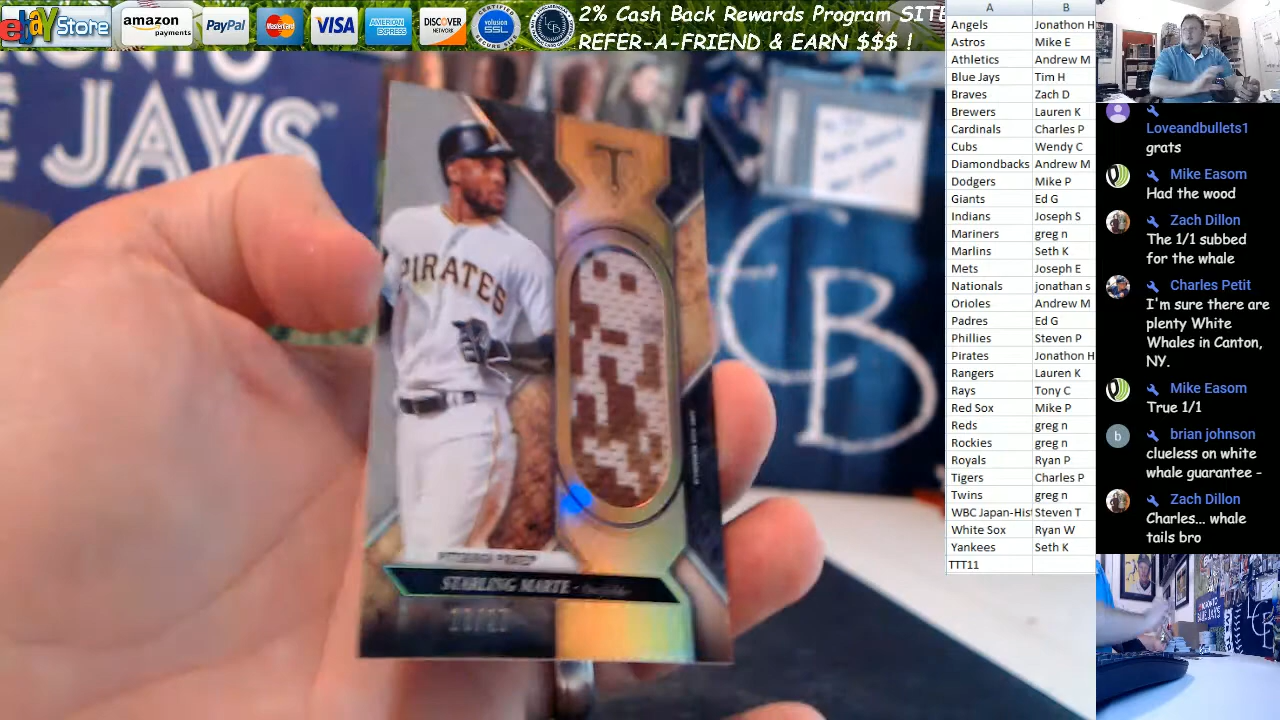 ebay Store
amazon payments
PayPal
MasterCard
VISA
AMERICAN EXPRESS
DISCOVER NETWORK
SSL
2% Cash Back Rewards Program SITE
REFER-A-FRIEND & EARN $$$ !
JAYS
T
PIRATES
STARLING MARTE
CB
A B
Angels Jonathon H
Astros Mike E
Athletics Andrew M
Blue Jays Tim H
Braves Zach D
Brewers Lauren K
Cardinals Charles P
Cubs Wendy C
Diamondbacks Andrew M
Dodgers Mike P
Giants Ed G
Indians Joseph S
Mariners greg n
Marlins Seth K
Mets Joseph E
Nationals jonathan s
Orioles Andrew M
Padres Ed G
Phillies Steven P
Pirates Jonathon H
Rangers Lauren K
Rays Tony C
Red Sox Mike P
Reds greg n
Rockies greg n
Royals Ryan P
Tigers Charles P
Twins greg n
WBC Japan-Hist Steven T
White Sox Ryan W
Yankees Seth K
TTT11
Loveandbullets1
grats
Mike Easom
Had the wood
Zach Dillon
The 1/1 subbed
for the whale
Charles Petit
I'm sure there are
plenty White
Whales in Canton,
NY.
Mike Easom
True 1/1
b brian johnson
clueless on white
whale guarantee -
Zach Dillon
Charles... whale
tails bro